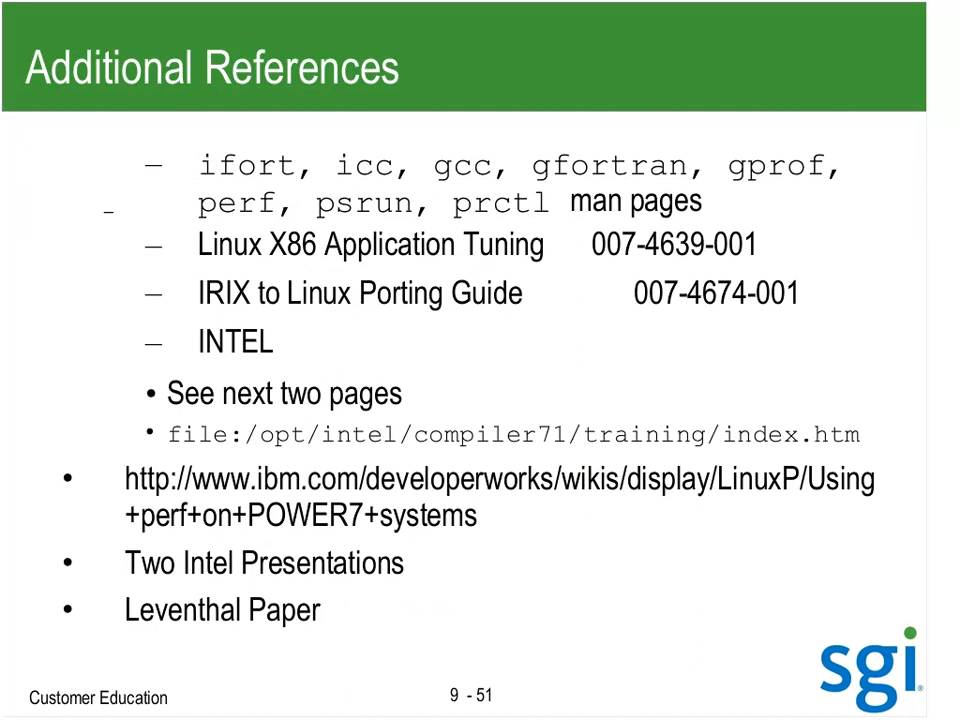 Additional References
– ifort, icc, gcc, gfortran, gprof,
– perf, psrun, prctl man pages
– Linux X86 Application Tuning 007-4639-001
– IRIX to Linux Porting Guide 007-4674-001
– INTEL
• See next two pages
• file:/opt/intel/compiler71/training/index.htm
• http://www.ibm.com/developerworks/wikis/display/LinuxP/Using
+perf+on+POWER7+systems
• Two Intel Presentations
• Leventhal Paper
Customer Education
9 - 51
sgi®